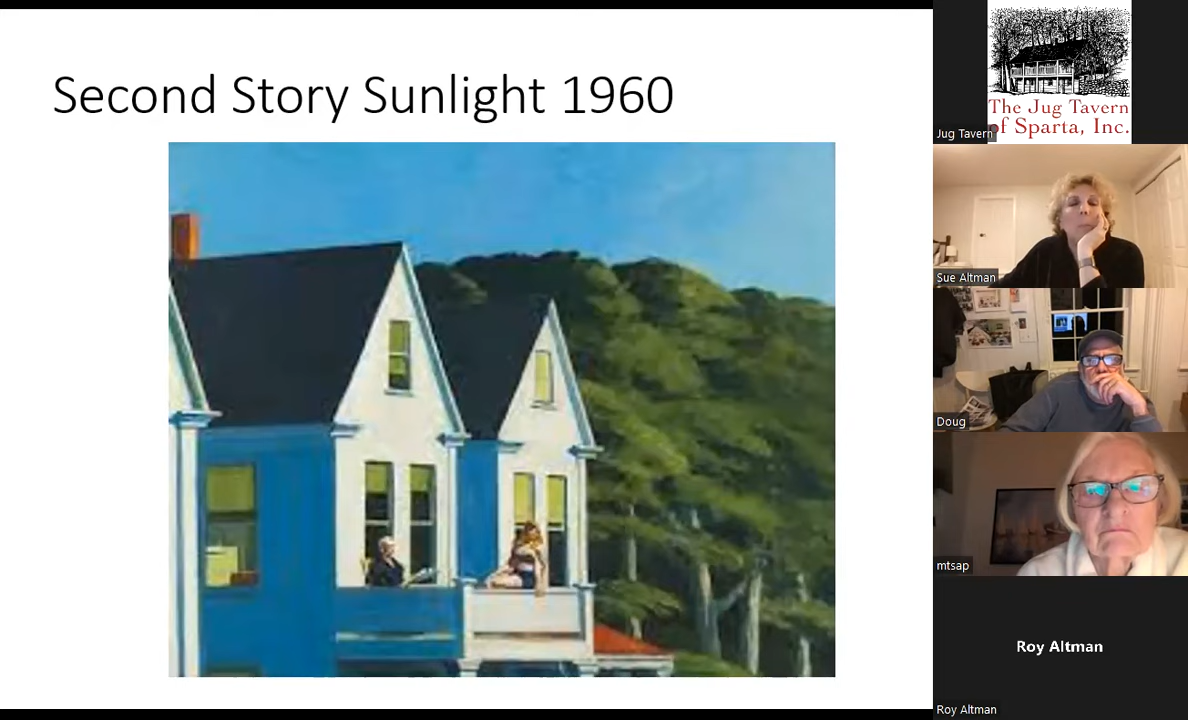 Second Story Sunlight 1960
The Jug Tavern
of Sparta, Inc.
Jug Tavern
Sue Altman
Doug
mtsap
Roy Altman
Roy Altman